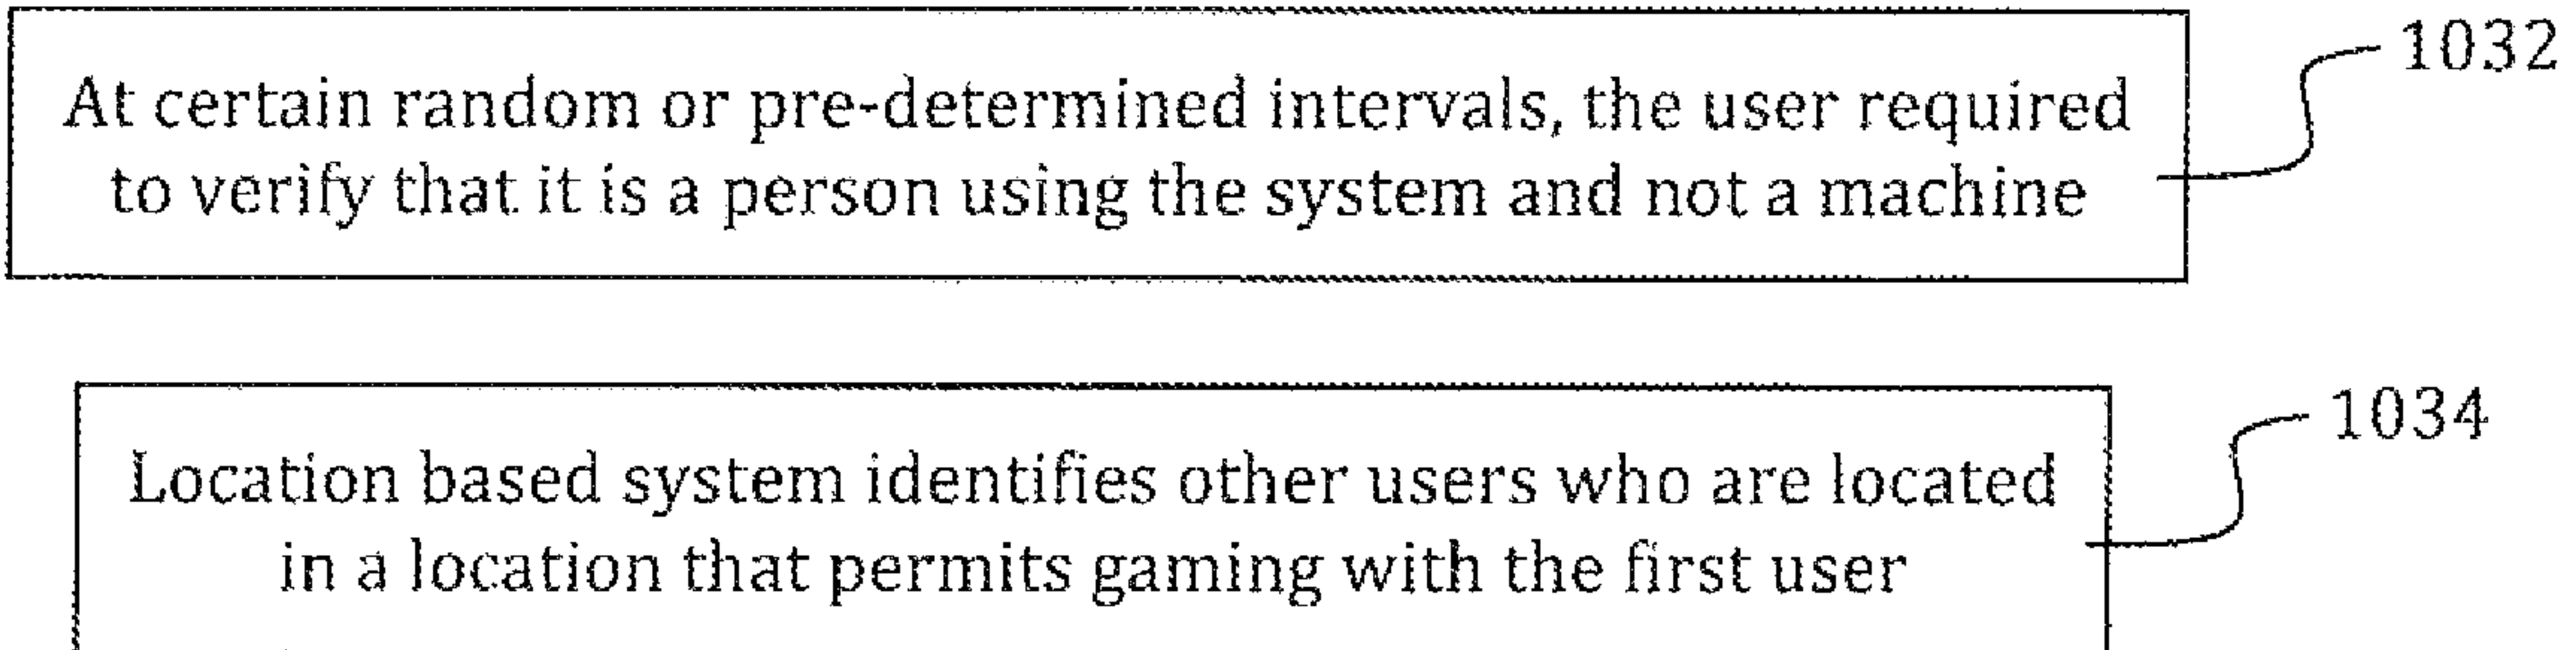 1032
At certain random or pre-determined intervals, the user required
to verify that it is a person using the system and not a machine
1034
Location based system identifies other users who are located
in a location that permits gaming with the first user